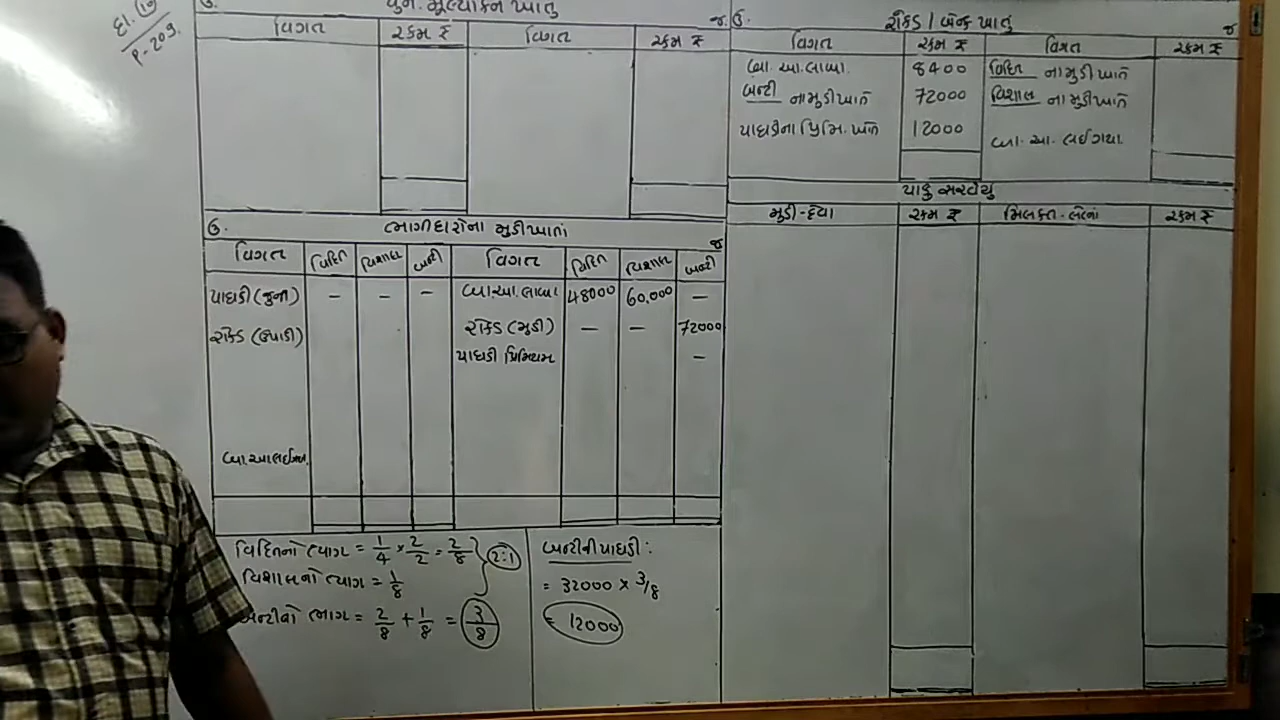 દા. 19
P-209
ઉ. પુનઃ મૂલ્યાંકન ખાતુ જ
વિગત રકમ ₹ વિગત રકમ ₹
ઉ. રોકડ / બેન્ક ખાતુ જ
વિગત રકમ ₹ વિગત રકમ ₹
બા. આ. લાવ્યા. 8400 વિદિત ના મુડી ખાતે
બન્ટી ના મુડી ખાતે 72000 વિશાલ ના મુડી ખાતે
પાઘડીના પ્રિમિ. ખાતે 12000 બા. આ. લઈ ગયા.
પાકુ સરવૈયુ
મુડી-દેવા રકમ ₹ મિલકત-લેણાં રકમ ₹
ઉ. ભાગીદારોના મુડી ખાતાં જ
વિગત વિદિત વિશાલ બન્ટી વિગત વિદિત વિશાલ બન્ટી
પાઘડી (જુની) – – – બા. આ. લાવ્યા 48000 60,000 –
રોકડ (ઉપાડી) રોકડ (મુડી) – – 72000
પાઘડી પ્રિમિયમ –
બા. આ લઈ ગયા.
વિદિતનો ત્યાગ = 1/4 × 2/2 = 2/8
વિશાલનો ત્યાગ = 1/8
2:1
બન્ટીનો ભાગ = 2/8 + 1/8 = 3/8
બન્ટીની પાઘડી :
= 32000 × 3/8
= 12000